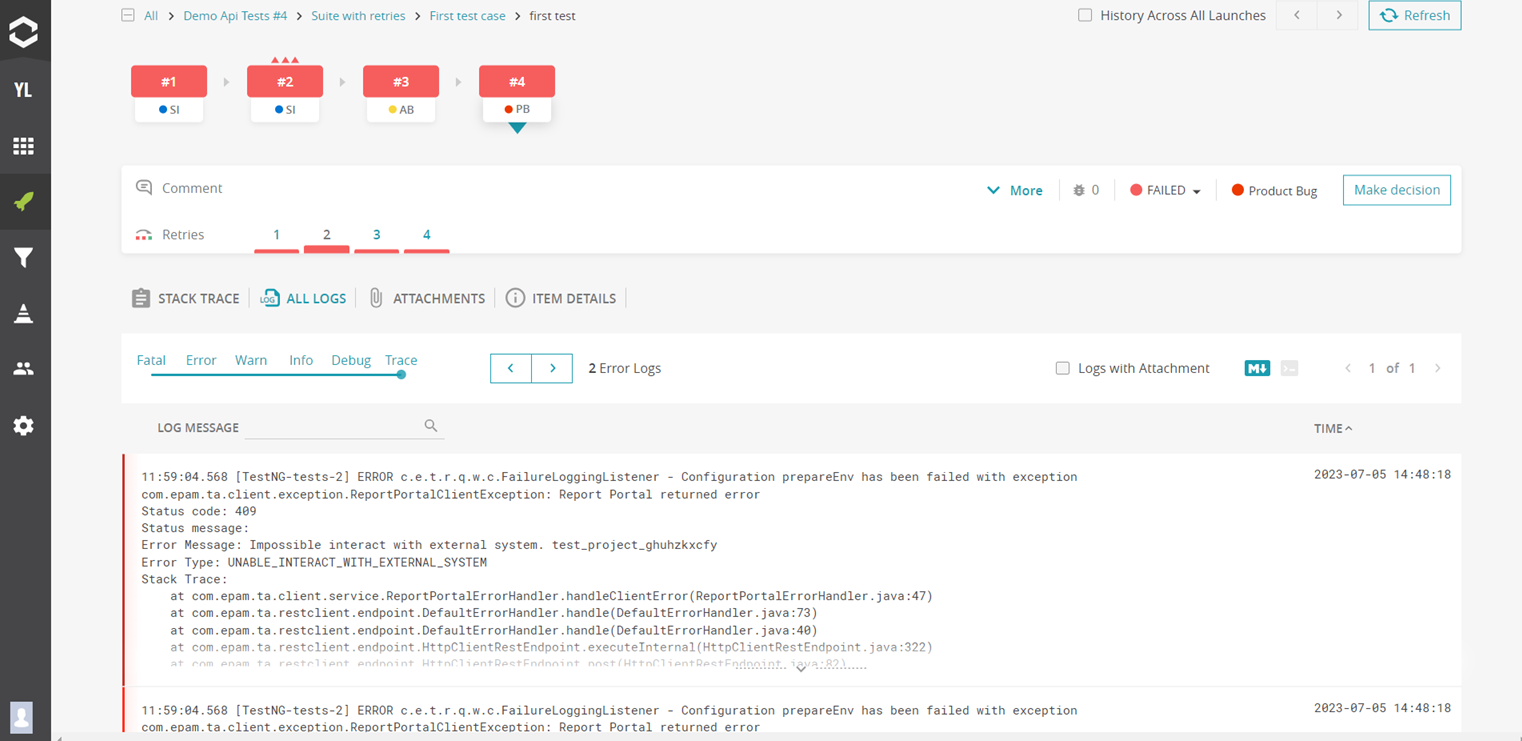 All > Demo Api Tests #4 > Suite with retries > First test case > first test
History Across All Launches
Refresh
YL
#1 #2 #3 #4
SI SI AB PB
Comment
More 0 FAILED Product Bug Make decision
Retries 1 2 3 4
STACK TRACE LOG ALL LOGS ATTACHMENTS ITEM DETAILS
Fatal Error Warn Info Debug Trace
< > 2 Error Logs
Logs with Attachment M 1 of 1
LOG MESSAGE TIME
11:59:04.568 [TestNG-tests-2] ERROR c.e.t.r.q.w.c.FailureLoggingListener - Configuration prepareEnv has been failed with exception 2023-07-05 14:48:18
com.epam.ta.client.exception.ReportPortalClientException: Report Portal returned error
Status code: 409
Status message:
Error Message: Impossible interact with external system. test_project_ghuhzkxcfy
Error Type: UNABLE_INTERACT_WITH_EXTERNAL_SYSTEM
Stack Trace:
at com.epam.ta.client.service.ReportPortalErrorHandler.handleClientError(ReportPortalErrorHandler.java:47)
at com.epam.ta.restclient.endpoint.DefaultErrorHandler.handle(DefaultErrorHandler.java:73)
at com.epam.ta.restclient.endpoint.DefaultErrorHandler.handle(DefaultErrorHandler.java:40)
at com.epam.ta.restclient.endpoint.HttpClientRestEndpoint.executeInternal(HttpClientRestEndpoint.java:322)
at com.epam.ta.restclient.endpoint.HttpClientRestEndpoint.post(HttpClientRestEndpoint.java:82)
11:59:04.568 [TestNG-tests-2] ERROR c.e.t.r.q.w.c.FailureLoggingListener - Configuration prepareEnv has been failed with exception 2023-07-05 14:48:18
com.epam.ta.client.exception.ReportPortalClientException: Report Portal returned error